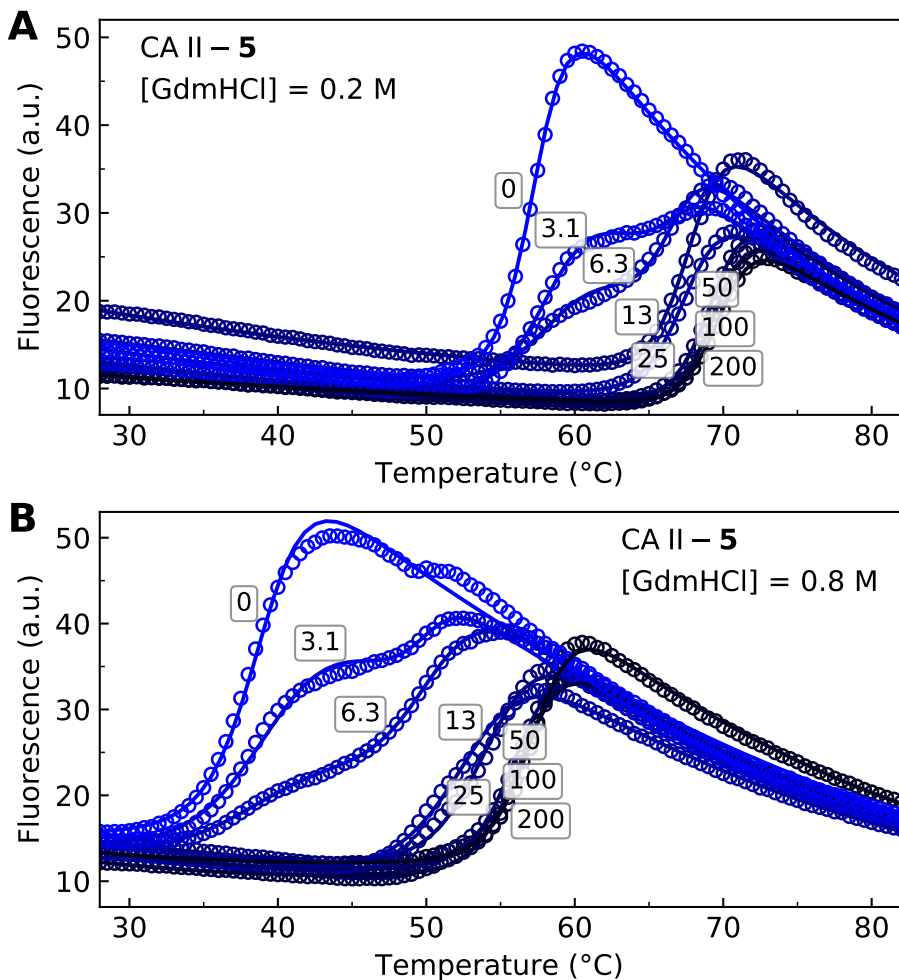 A
CA II – 5
[GdmHCl] = 0.2 M
Fluorescence (a.u.)
50
40
30
20
10
0
3.1
6.3
13
25
50
100
200
30 40 50 60 70 80
Temperature (°C)
B
CA II – 5
[GdmHCl] = 0.8 M
Fluorescence (a.u.)
50
40
30
20
10
0
3.1
6.3
13
25
50
100
200
30 40 50 60 70 80
Temperature (°C)